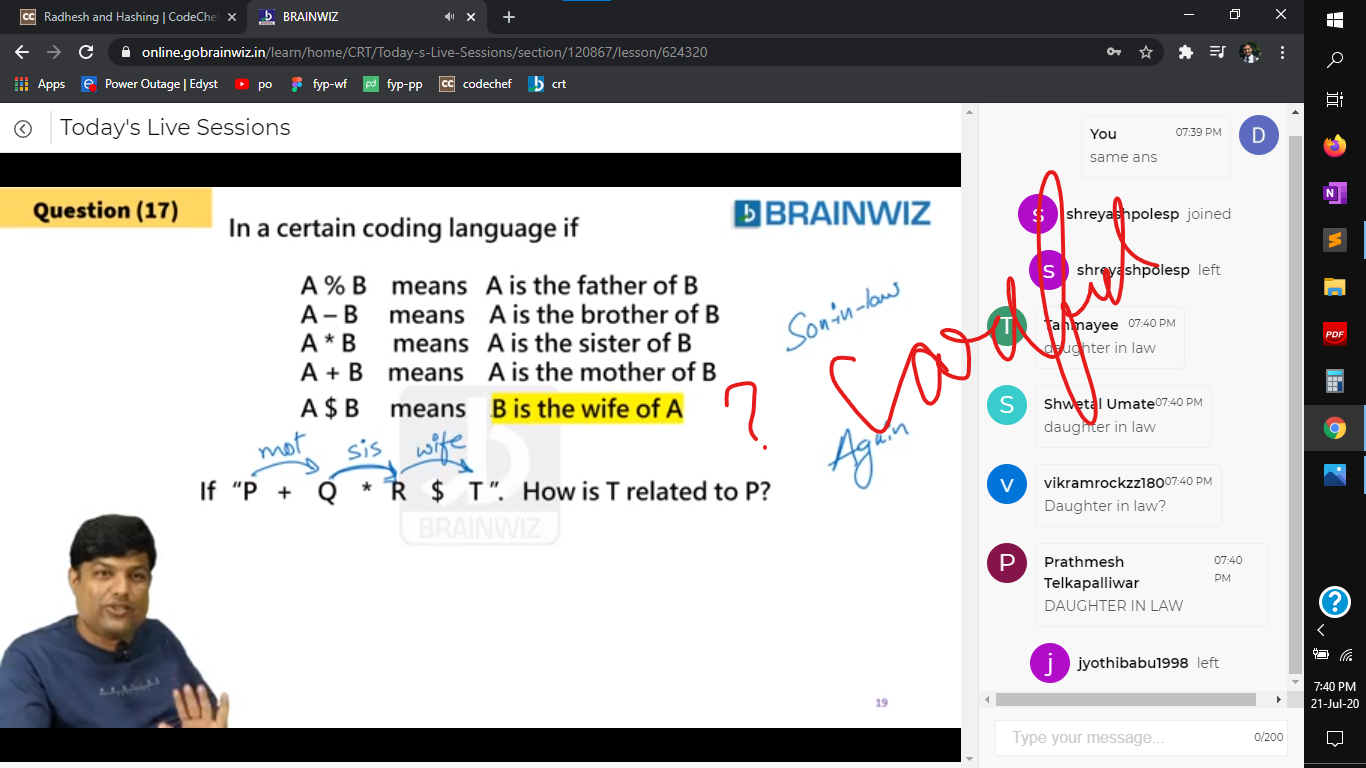 Radhesh and Hashing | CodeChe
BRAINWIZ
online.gobrainwiz.in/learn/home/CRT/Today-s-Live-Sessions/section/120867/lesson/624320
Apps
Power Outage | Edyst
po
fyp-wf
fyp-pp
codechef
crt
Today's Live Sessions
Question (17)
In a certain coding language if
BRAINWIZ
A % B means A is the father of B
A – B means A is the brother of B
A * B means A is the sister of B
A + B means A is the mother of B
A $ B means B is the wife of A
Son-in-law
Careful
?
Again
mot sis wife
If "P + Q * R $ T". How is T related to P?
BRAINWIZ
19
You 07:39 PM
D
same ans
s shreyashpolesp joined
s shreyashpolesp left
T Tanmayee 07:40 PM
daughter in law
S Shwetal Umate 07:40 PM
daughter in law
v vikramrockzz180 07:40 PM
Daughter in law?
P Prathmesh Telkapalliwar 07:40 PM
DAUGHTER IN LAW
j jyothibabu1998 left
Type your message... 0/200
PDF
7:40 PM
21-Jul-20